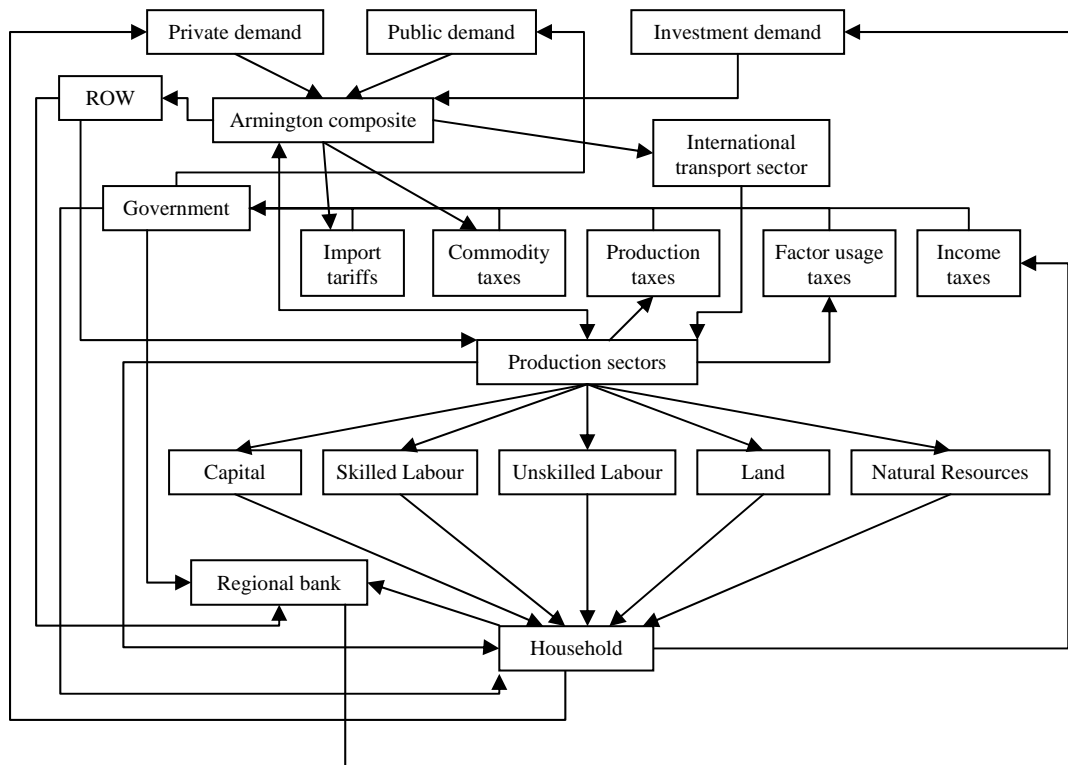 Private demand
Public demand
Investment demand
ROW
Armington composite
International
transport sector
Government
Import
tariffs
Commodity
taxes
Production
taxes
Factor usage
taxes
Income
taxes
Production sectors
Capital
Skilled Labour
Unskilled Labour
Land
Natural Resources
Regional bank
Household